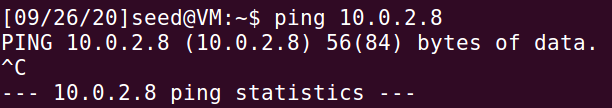 [09/26/20]seed@VM:~$ ping 10.0.2.8
PING 10.0.2.8 (10.0.2.8) 56(84) bytes of data.
^C
--- 10.0.2.8 ping statistics ---